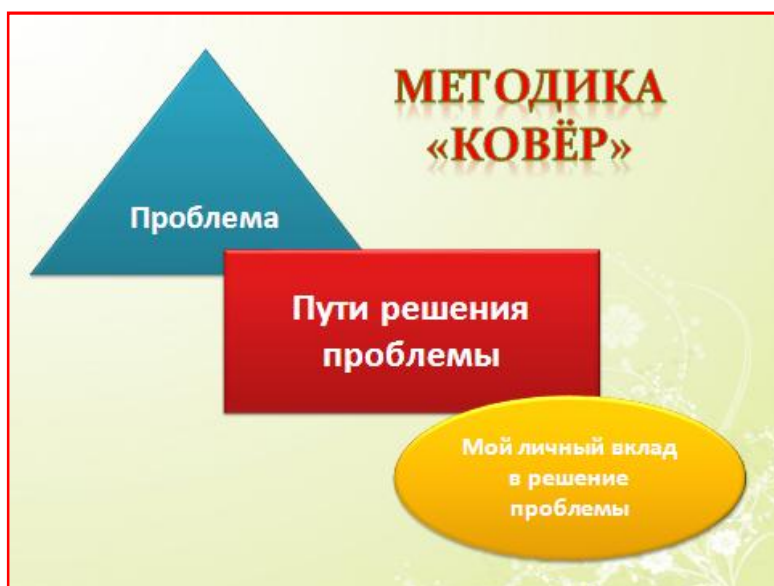 МЕТОДИКА
«КОВЁР»
Проблема
Пути решения
проблемы
Мой личный вклад
в решение
проблемы